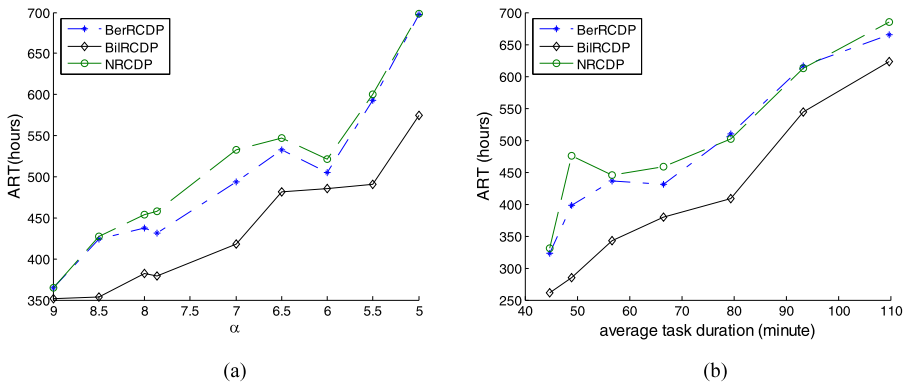 700
650
600
550
500
450
400
350
ART(hours)
BerRCDP
BilRCDP
NRCDP
9
8.5
8
7.5
7
6.5
6
5.5
5
α
(a)
700
650
600
550
500
450
400
350
300
250
ART (hours)
BerRCDP
BilRCDP
NRCDP
40
50
60
70
80
90
100
110
average task duration (minute)
(b)